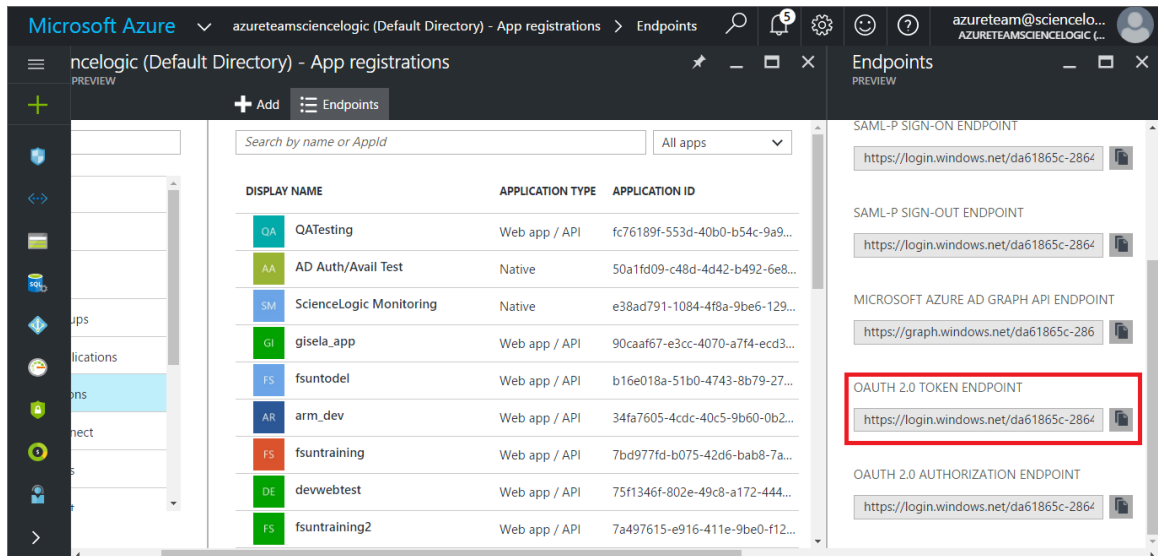 Microsoft Azure azureteamsciencelogic (Default Directory) - App registrations > Endpoints 5 ? azureteam@sciencelo...
AZURETEAMSCIENCELOGIC (...
ncelogic (Default Directory) - App registrations
PREVIEW
Add Endpoints
Search by name or AppId All apps
DISPLAY NAME APPLICATION TYPE APPLICATION ID
QA QATesting Web app / API fc76189f-553d-40b0-b54c-9a9...
AA AD Auth/Avail Test Native 50a1fd09-c48d-4d42-b492-6e8...
SM ScienceLogic Monitoring Native e38ad791-1084-4f8a-9be6-129...
GI gisela_app Web app / API 90caaf67-e3cc-4070-a7f4-ecd3...
FS fsuntodel Web app / API b16e018a-51b0-4743-8b79-27...
AR arm_dev Web app / API 34fa7605-4cdc-40c5-9b60-0b2...
FS fsuntraining Web app / API 7bd977fd-b075-42d6-bab8-7a...
DE devwebtest Web app / API 75f1346f-802e-49c8-a172-444...
FS fsuntraining2 Web app / API 7a497615-e916-411e-9be0-f12...
SQL
ups
lications
ons
nect
s
t
Endpoints
PREVIEW
SAML-P SIGN-ON ENDPOINT
https://login.windows.net/da61865c-2864
SAML-P SIGN-OUT ENDPOINT
https://login.windows.net/da61865c-2864
MICROSOFT AZURE AD GRAPH API ENDPOINT
https://graph.windows.net/da61865c-286
OAUTH 2.0 TOKEN ENDPOINT
https://login.windows.net/da61865c-2864
OAUTH 2.0 AUTHORIZATION ENDPOINT
https://login.windows.net/da61865c-2864